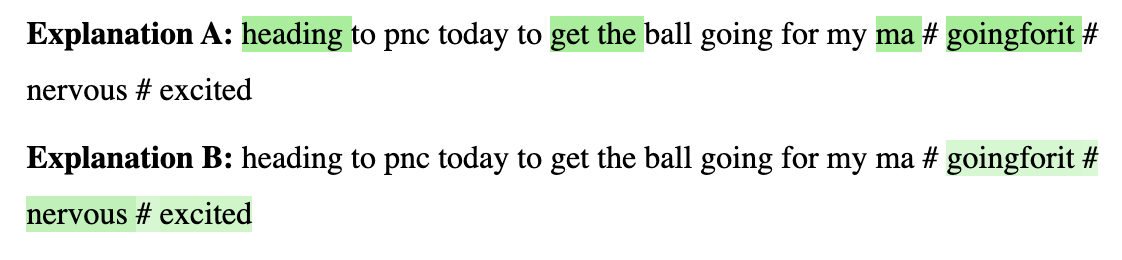 Explanation A: heading to pnc today to get the ball going for my ma # goingforit #
nervous # excited
Explanation B: heading to pnc today to get the ball going for my ma # goingforit #
nervous # excited